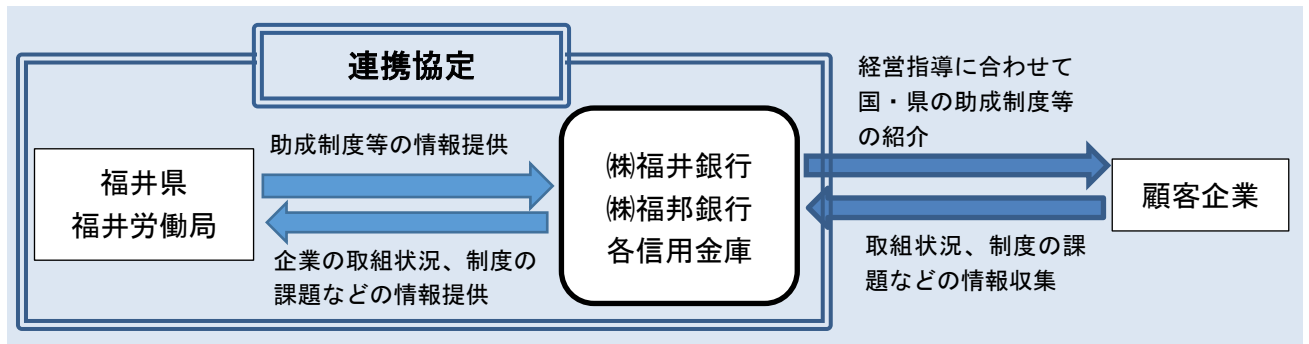 連携協定
福井県
福井労働局
助成制度等の情報提供
企業の取組状況、制度の
課題などの情報提供
㈱福井銀行
㈱福邦銀行
各信用金庫
経営指導に合わせて
国・県の助成制度等
の紹介
取組状況、制度の課
題などの情報収集
顧客企業